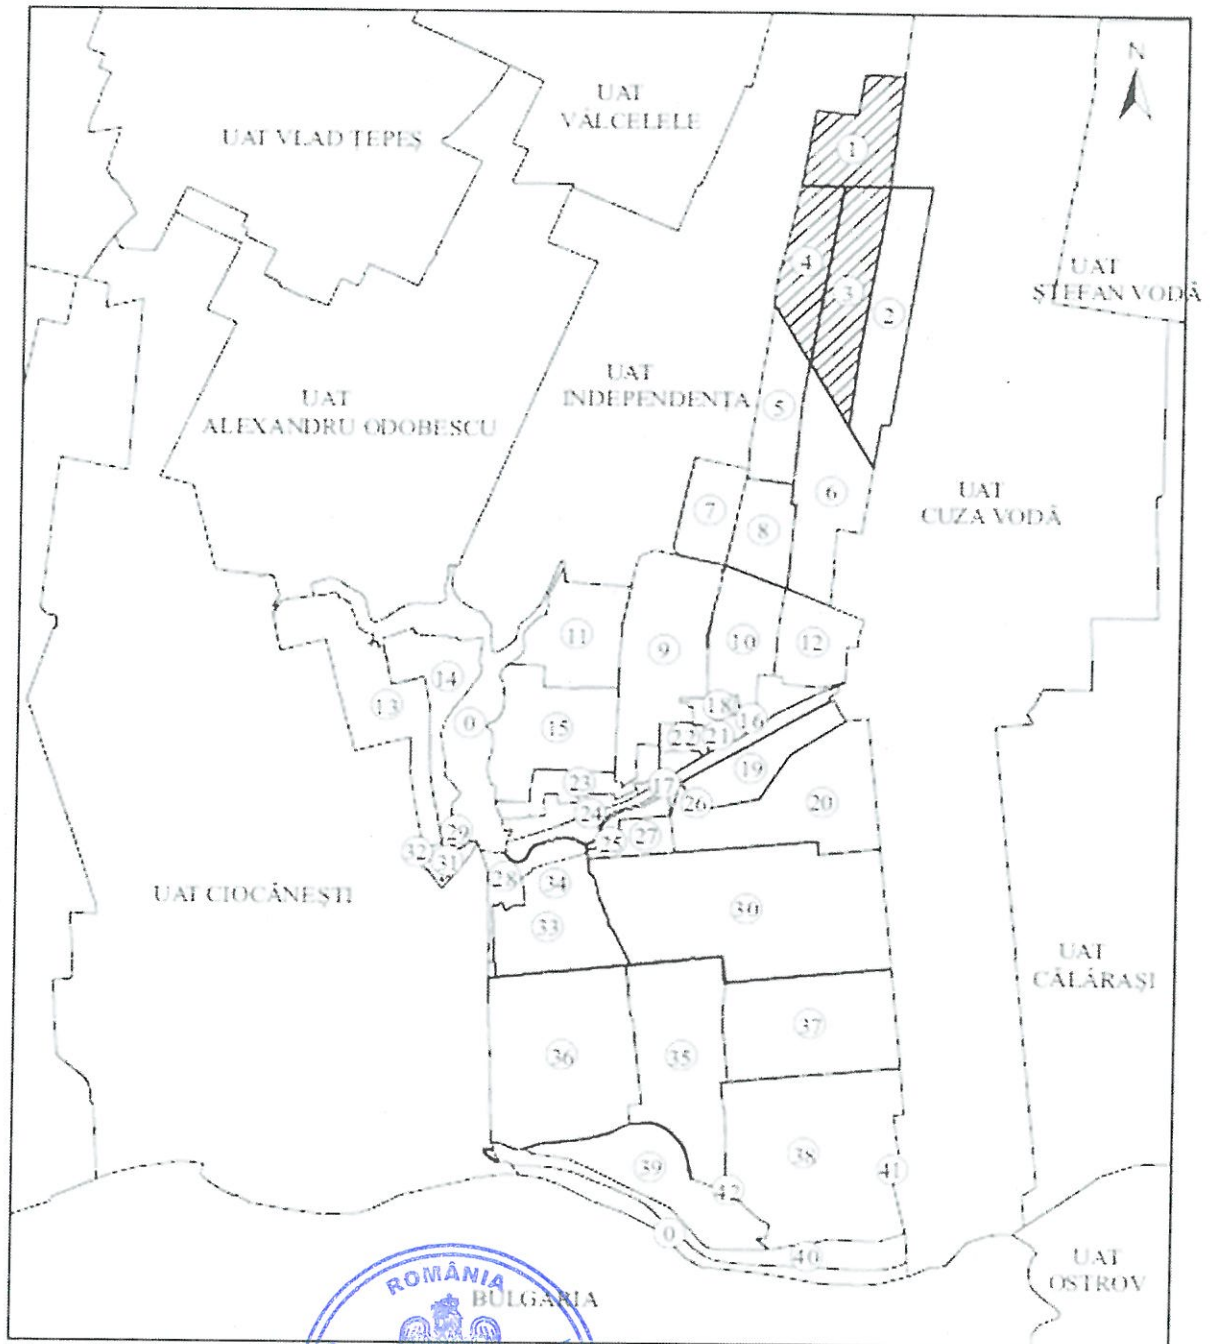 N
UAT
VÂLCELELE
UAT VLAD ȚEPEȘ
1
4
3
2
UAT
ȘTEFAN VODĂ
UAT
ALEXANDRU ODOBESCU
UAT
INDEPENDENȚA
5
6
UAT
CUZA VODĂ
7
8
11
9
10
12
14
13
0
15
18
16
22
21
23
17
19
26
20
24
29
25
27
32
31
28
34
UAT CIOCĂNEȘTI
33
30
UAT
CĂLĂRAȘI
36
35
37
39
38
41
42
0
40
UAT
OSTROV
ROMÂNIA
BULGARIA